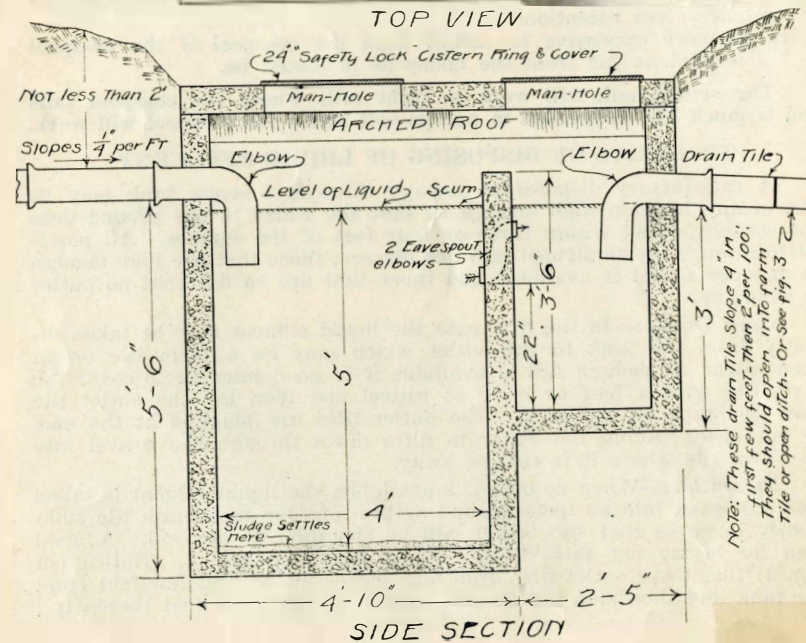 TOP VIEW
24" SAFETY LOCK CISTERN RING & COVER
Not less Than 2'
MAN-HOLE
MAN-HOLE
ARCHED ROOF
SLOPES 1/4" per FT
Elbow
Elbow
DRAIN TILE
Level of Liquid
Scum
2 Eavespout
elbows
3'6"
22"
3'
5'-6"
5'
4'
Sludge Settles
here
4'-10"
2'-5"
Note: These drain tile slope 4" in
first few feet-then 2" per 100.
They should open into farm
tile or open ditch. Or see fig. 3
SIDE SECTION
OF DISPOSING OF LIQU